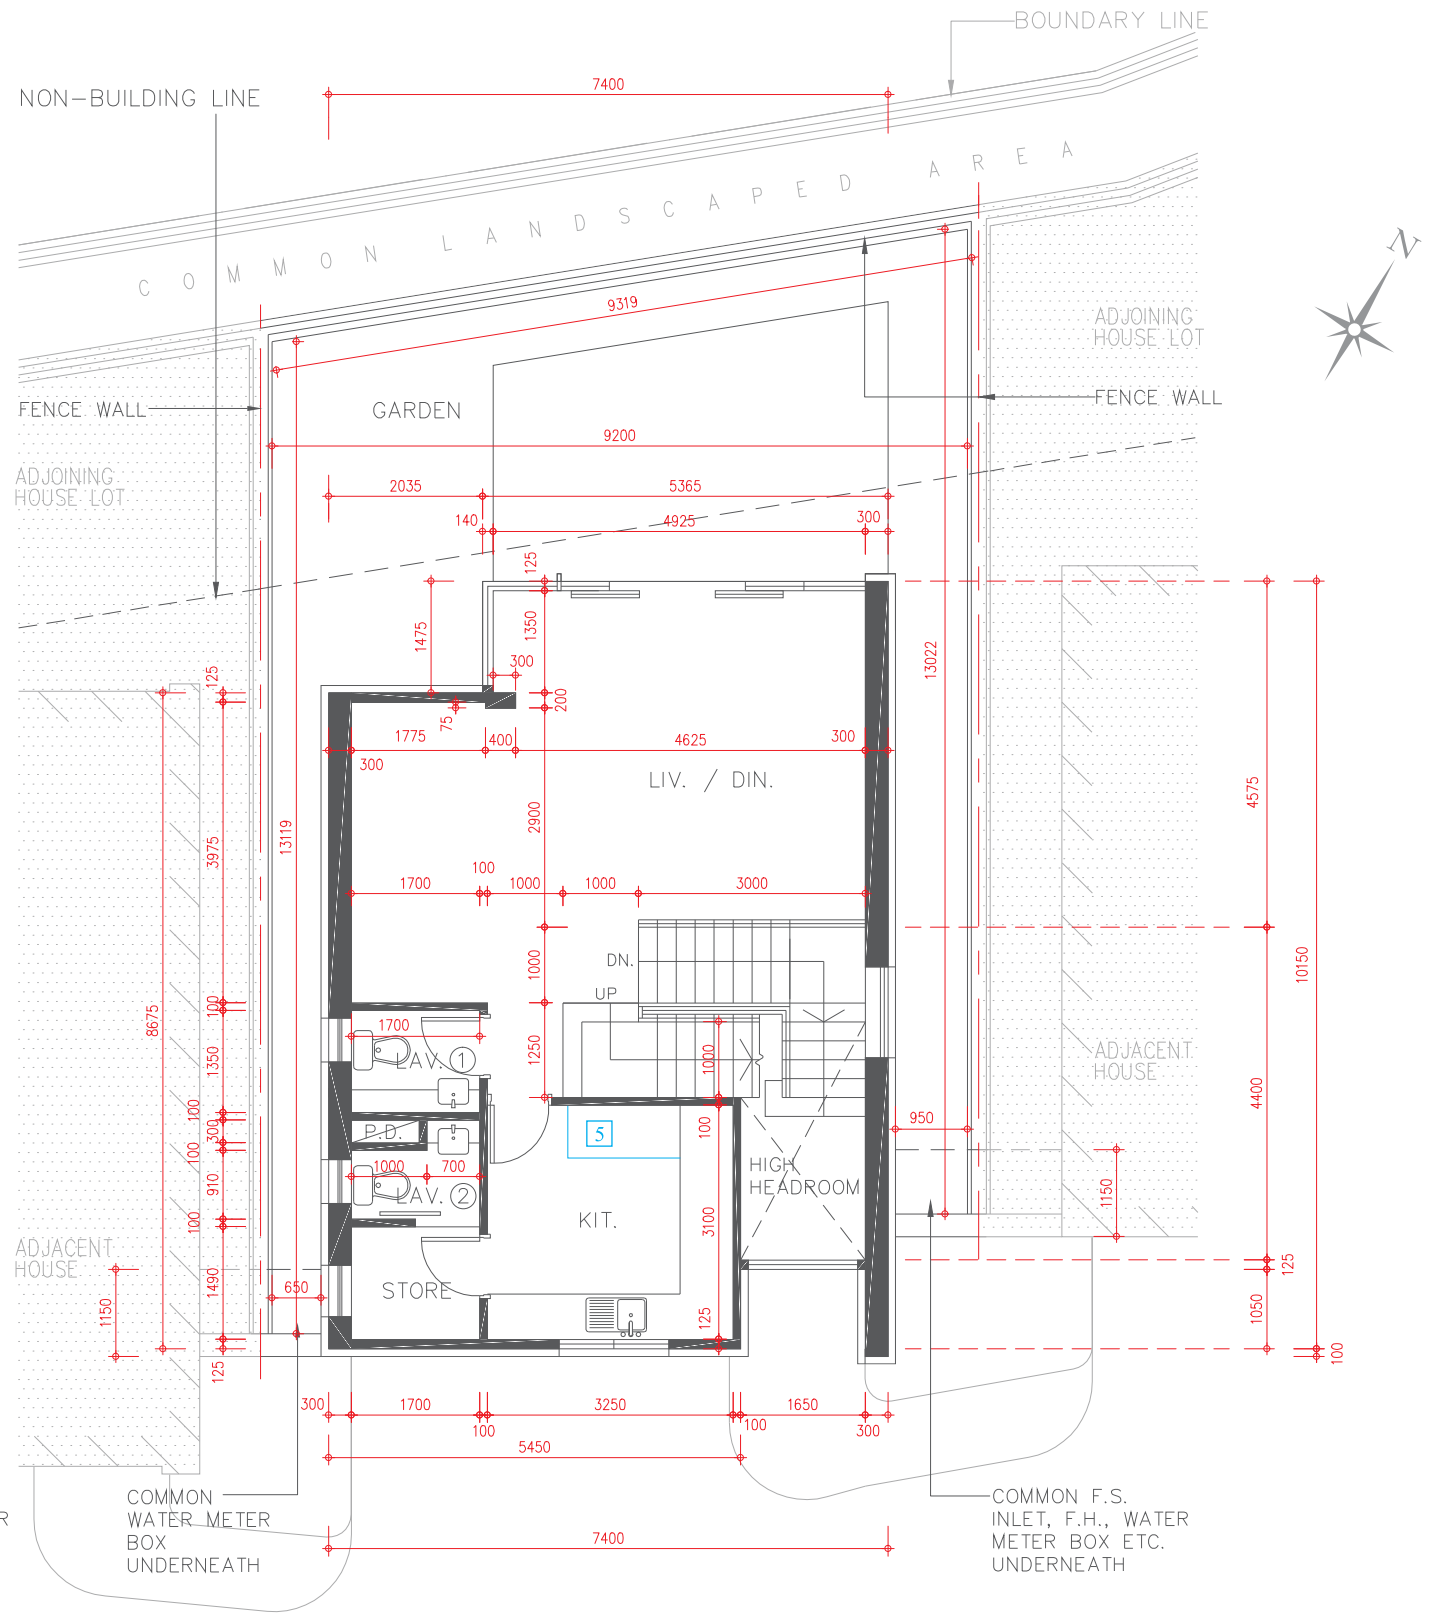 BOUNDARY LINE
7400
NON-BUILDING LINE
COMMON LANDSCAPED AREA
N
9319
ADJOINING
HOUSE LOT
FENCE WALL
GARDEN
FENCE WALL
9200
ADJOINING
HOUSE LOT
2035
5365
140
4925
300
125
1350
1475
13022
300
125
200
75
1775
400
4625
300
300
LIV. / DIN.
4575
2900
13119
3975
100
1700
1000
1000
3000
DN.
1000
UP
10150
8675
100
1700
LAV. 1
1250
1000
1350
ADJACENT
HOUSE
4400
100
300
100
P.D.
5
100
950
1000
700
HIGH
HEADROOM
910
LAV. 2
1150
100
KIT.
3100
ADJACENT
HOUSE
1490
650
STORE
125
125
1050
1150
125
100
300
1700
3250
1650
100
100
300
5450
COMMON
WATER METER
BOX
UNDERNEATH
R
COMMON F.S.
INLET, F.H., WATER
METER BOX ETC.
UNDERNEATH
7400